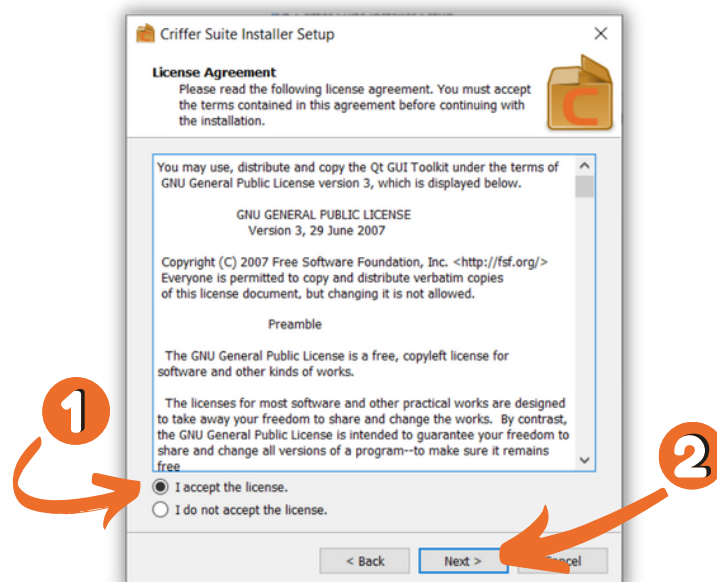 Criffer Suite Installer Setup
License Agreement
Please read the following license agreement. You must accept
the terms contained in this agreement before continuing with
the installation.
C
You may use, distribute and copy the Qt GUI Toolkit under the terms of
GNU General Public License version 3, which is displayed below.
GNU GENERAL PUBLIC LICENSE
Version 3, 29 June 2007
Copyright (C) 2007 Free Software Foundation, Inc. <http://fsf.org/>
Everyone is permitted to copy and distribute verbatim copies
of this license document, but changing it is not allowed.
Preamble
The GNU General Public License is a free, copyleft license for
software and other kinds of works.
The licenses for most software and other practical works are designed
to take away your freedom to share and change the works. By contrast,
the GNU General Public License is intended to guarantee your freedom to
share and change all versions of a program--to make sure it remains
free
1
I accept the license.
I do not accept the license.
2
< Back
Next >